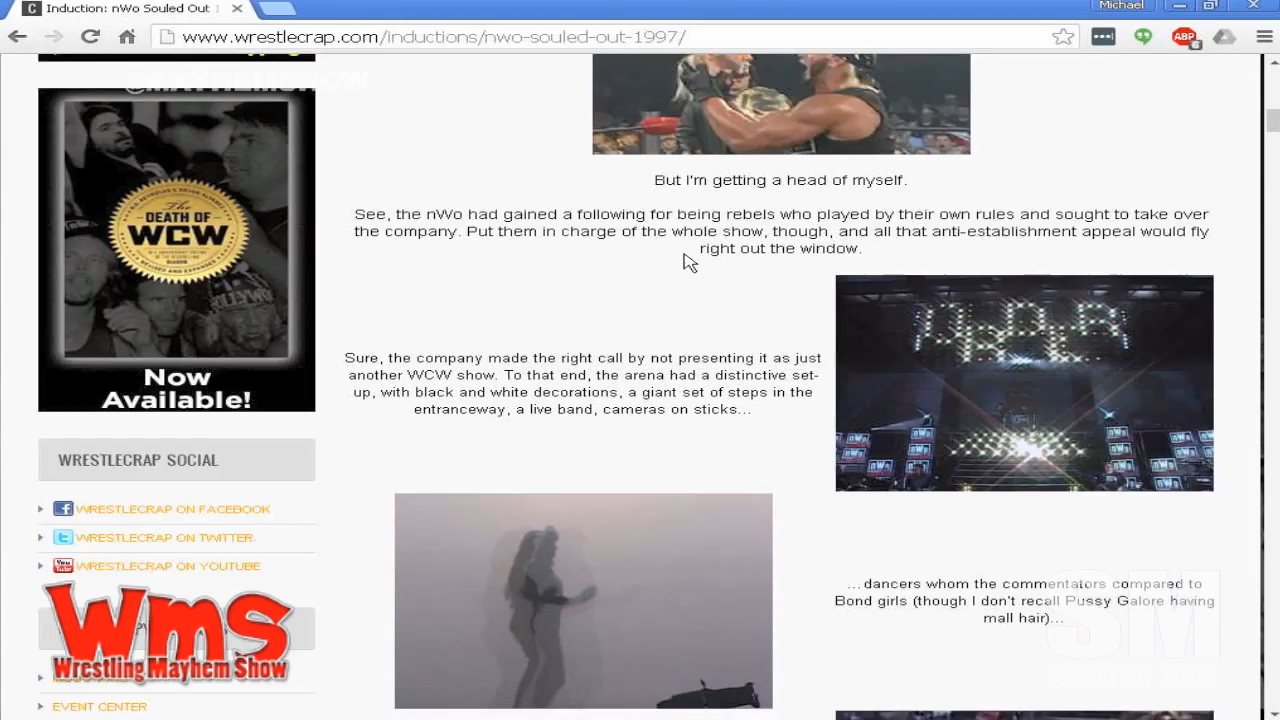 Induction: nWo Souled Out
Michael
www.wrestlecrap.com/inductions/nwo-souled-out-1997/
ABP
6
@MAYHEMSHOW
But I'm getting a head of myself.
See, the nWo had gained a following for being rebels who played by their own rules and sought to take over
the company. Put them in charge of the whole show, though, and all that anti-establishment appeal would fly
right out the window.
THE
DEATH OF
WCW
HOLLYWOOD
Now
Available!
Sure, the company made the right call by not presenting it as just
another WCW show. To that end, the arena had a distinctive set-
up, with black and white decorations, a giant set of steps in the
entranceway, a live band, cameras on sticks...
nWo
WRESTLECRAP SOCIAL
WRESTLECRAP ON FACEBOOK
WRESTLECRAP ON TWITTER
WRESTLECRAP ON YOUTUBE
...dancers whom the commentators compared to
Bond girls (though I don't recall Pussy Galore having
mall hair)...
wms
Wrestling Mayhem Show
SM
EVENT CENTER